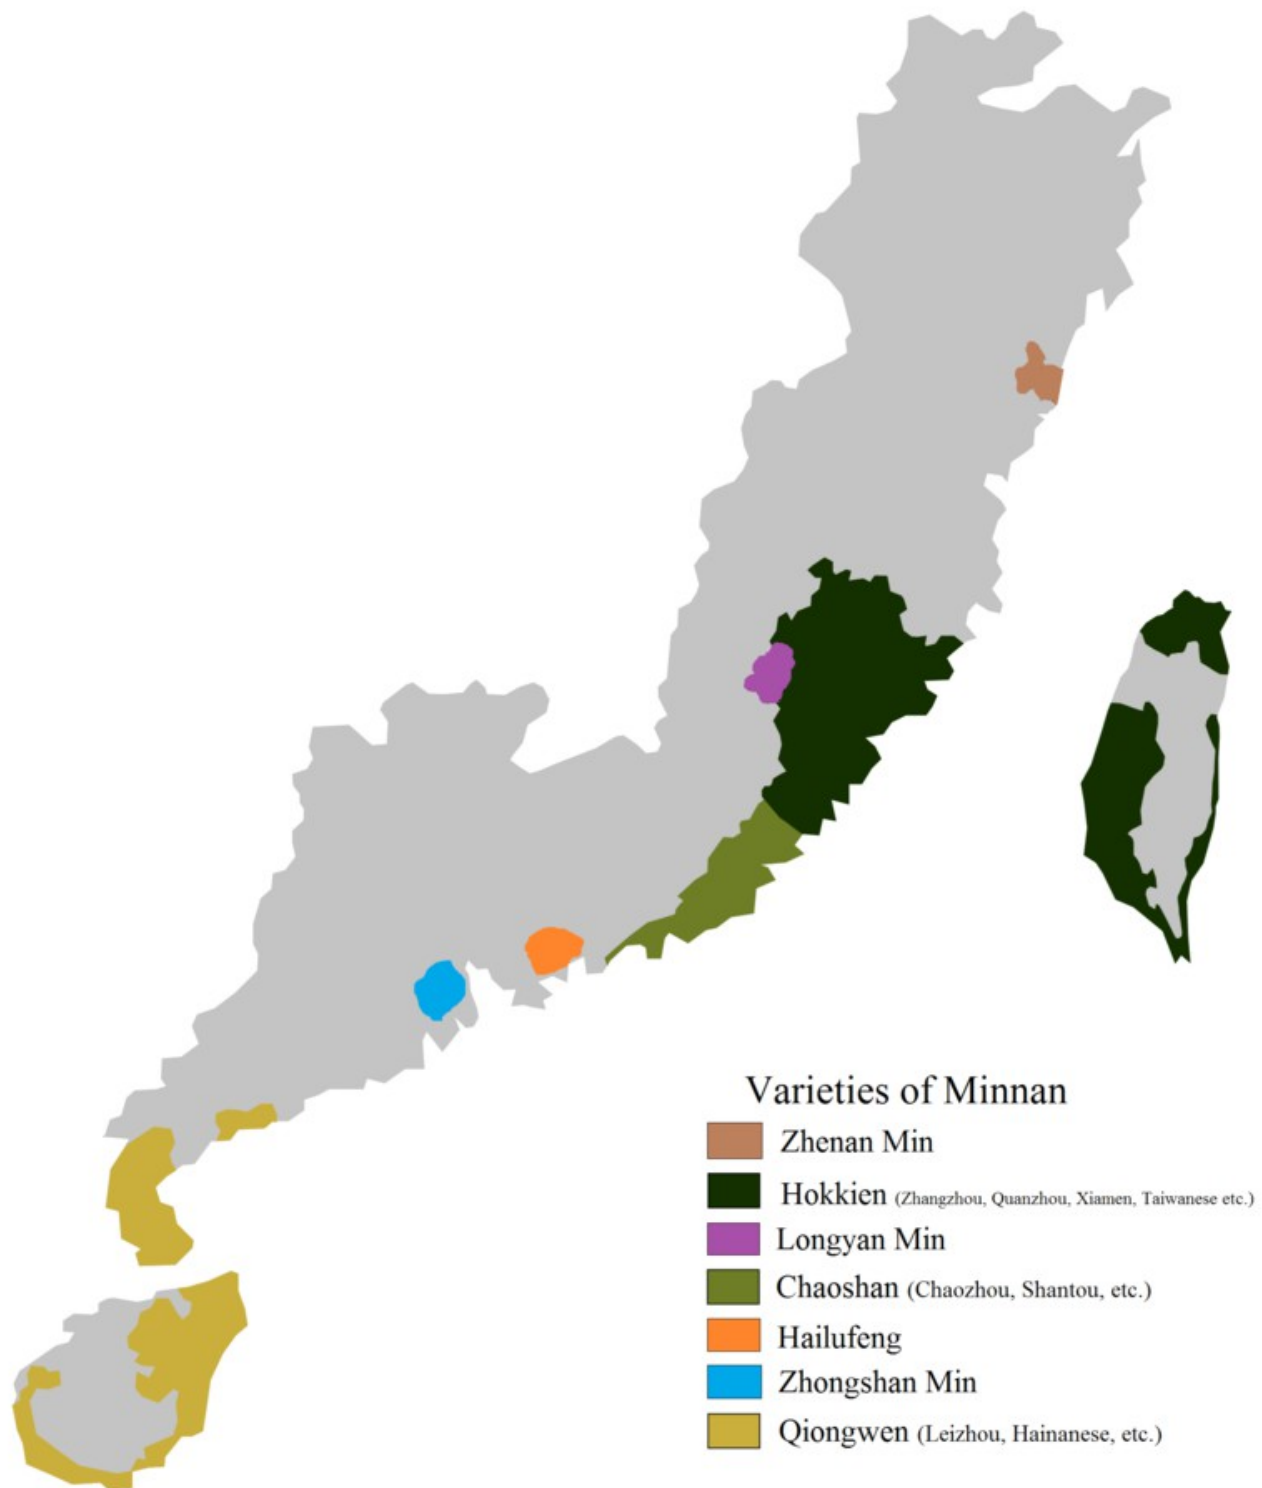 Varieties of Minnan
Zhenan Min
Hokkien (Zhangzhou, Quanzhou, Xiamen, Taiwanese etc.)
Longyan Min
Chaoshan (Chaozhou, Shantou, etc.)
Hailufeng
Zhongshan Min
Qiongwen (Leizhou, Hainanese, etc.)